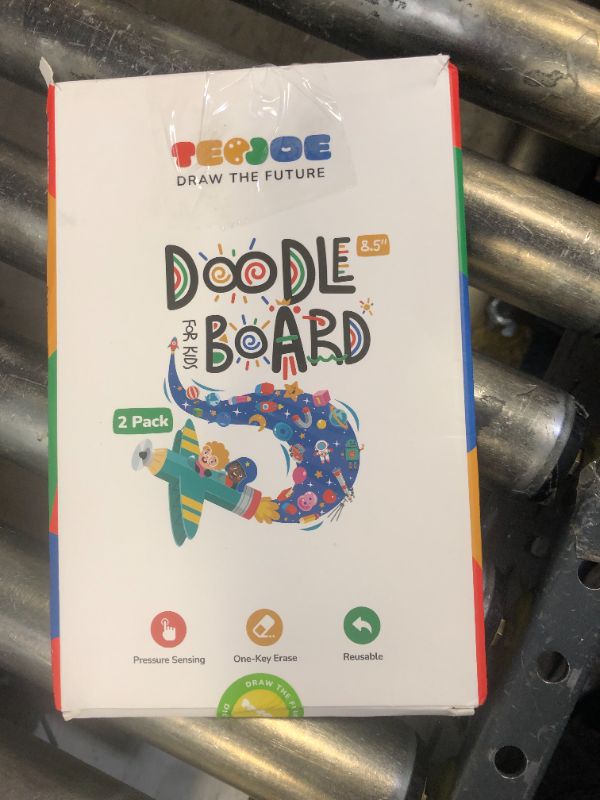 TEKJOE
DRAW THE FUTURE
DOODLE 8.5"
FOR KIDS
BOARD
2 Pack
Pressure Sensing
One-Key Erase
Reusable
DRAW THE